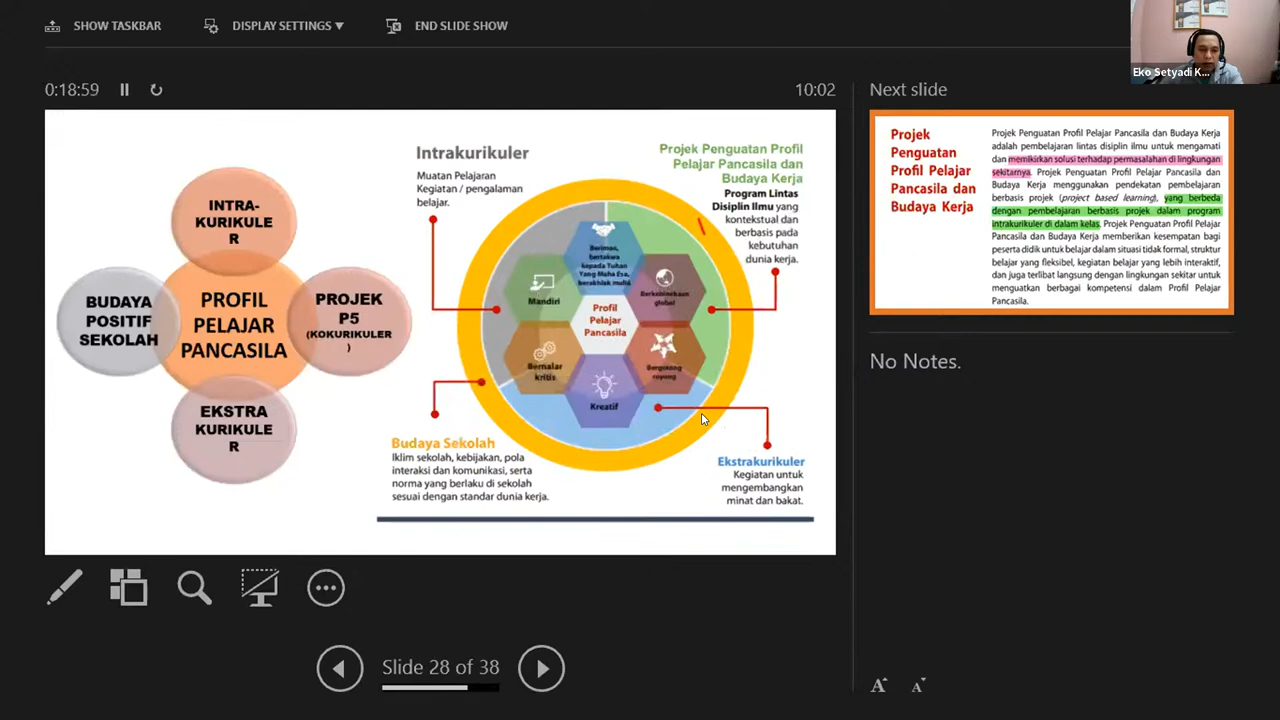 SHOW TASKBAR
DISPLAY SETTINGS
END SLIDE SHOW
Eko Setyadi K...
0:18:59
10:02
Next slide
INTRA-
KURIKULE
R
BUDAYA
POSITIF
SEKOLAH
PROFIL
PELAJAR
PANCASILA
PROJEK
P5
(KOKURIKULER
)
EKSTRA
KURIKULE
R
Intrakurikuler
Muatan Pelajaran
Kegiatan / pengalaman
belajar.
Projek Penguatan Profil
Pelajar Pancasila dan
Budaya Kerja
Program Lintas
Disiplin Ilmu yang
kontekstual dan
berbasis pada
kebutuhan
dunia kerja.
Beriman,
bertakwa
kepada Tuhan
Yang Maha Esa,
berakhlak mulia
Mandiri
Berkebinekaan
global
Profil
Pelajar
Pancasila
Bernalar
kritis
Bergotong
royong
Kreatif
Budaya Sekolah
Iklim sekolah, kebijakan, pola
interaksi dan komunikasi, serta
norma yang berlaku di sekolah
sesuai dengan standar dunia kerja.
Ekstrakurikuler
Kegiatan untuk
mengembangkan
minat dan bakat.
Projek
Penguatan
Profil Pelajar
Pancasila dan
Budaya Kerja
Projek Penguatan Profil Pelajar Pancasila dan Budaya Kerja
adalah pembelajaran lintas disiplin ilmu untuk mengamati
dan memikirkan solusi terhadap permasalahan di lingkungan
sekitarnya. Projek Penguatan Profil Pelajar Pancasila dan
Budaya Kerja menggunakan pendekatan pembelajaran
berbasis projek (project based learning), yang berbeda
dengan pembelajaran berbasis projek dalam program
intrakurikuler di dalam kelas. Projek Penguatan Profil Pelajar
Pancasila dan Budaya Kerja memberikan kesempatan bagi
peserta didik untuk belajar dalam situasi tidak formal, struktur
belajar yang fleksibel, kegiatan belajar yang lebih interaktif,
dan juga terlibat langsung dengan lingkungan sekitar untuk
menguatkan berbagai kompetensi dalam Profil Pelajar
Pancasila.
No Notes.
Slide 28 of 38
A A